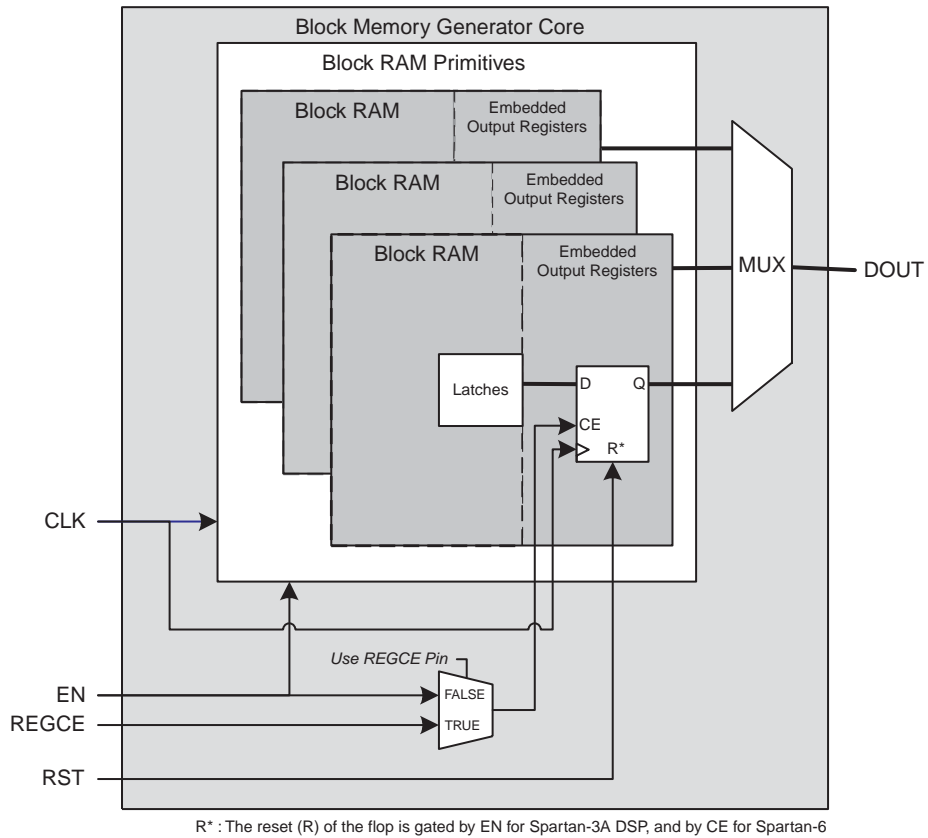 Block Memory Generator Core
Block RAM Primitives
Block RAM
Embedded
Output Registers
Block RAM
Embedded
Output Registers
Block RAM
Embedded
Output Registers
MUX
DOUT
Latches
D
Q
CE
R*
CLK
Use REGCE Pin
EN
FALSE
REGCE
TRUE
RST
R* : The reset (R) of the flop is gated by EN for Spartan-3A DSP, and by CE for Spartan-6